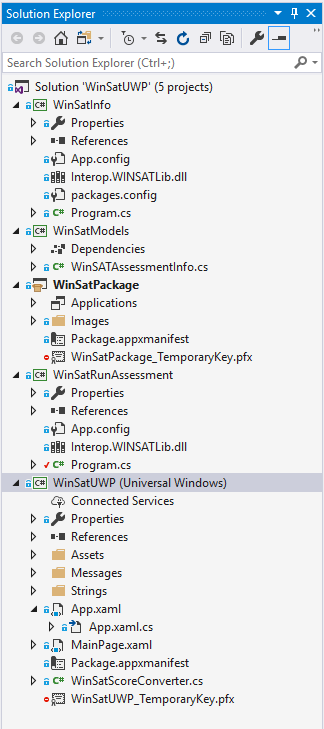 Solution Explorer
Search Solution Explorer (Ctrl+;)
Solution 'WinSatUWP' (5 projects)
C# WinSatInfo
Properties
References
App.config
Interop.WINSATLib.dll
packages.config
C# Program.cs
C# WinSatModels
Dependencies
C# WinSATAssessmentInfo.cs
WinSatPackage
Applications
Images
Package.appxmanifest
WinSatPackage_TemporaryKey.pfx
C# WinSatRunAssessment
Properties
References
App.config
Interop.WINSATLib.dll
C# Program.cs
C# WinSatUWP (Universal Windows)
Connected Services
Properties
References
Assets
Messages
Strings
App.xaml
App.xaml.cs
MainPage.xaml
Package.appxmanifest
C# WinSatScoreConverter.cs
WinSatUWP_TemporaryKey.pfx